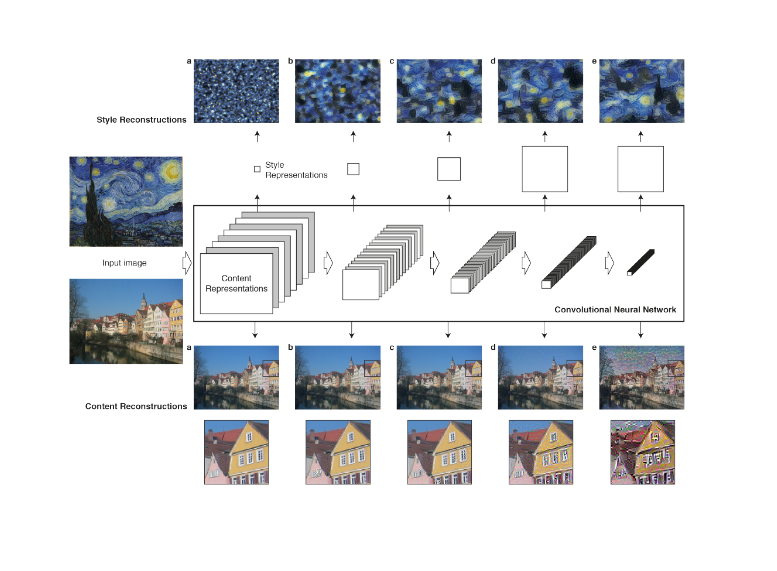 a
b
c
d
e
Style Reconstructions
Style
Representations
Input image
Content
Representations
Convolutional Neural Network
a
b
c
d
e
Content Reconstructions